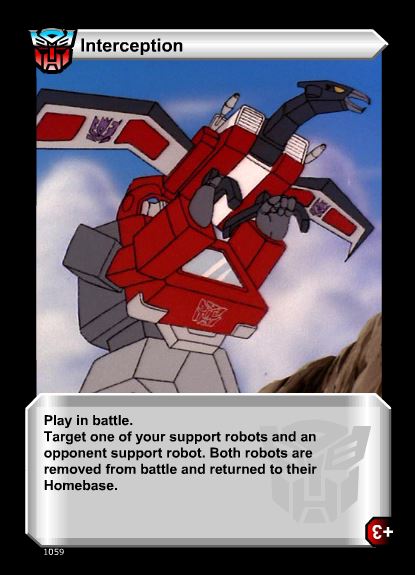 Interception
Play in battle.
Target one of your support robots and an
opponent support robot. Both robots are
removed from battle and returned to their
Homebase.
3+
1059